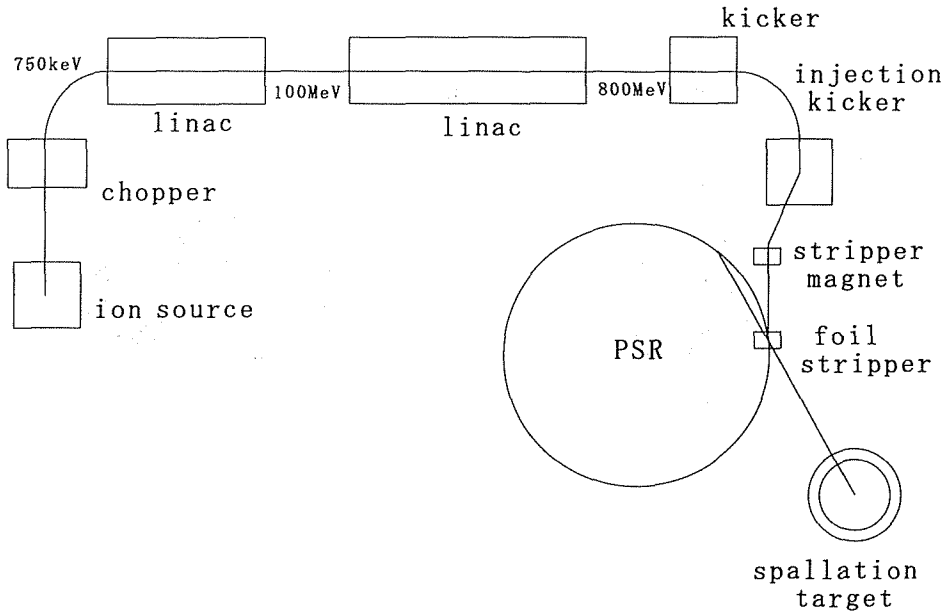 kicker
750keV
100MeV
800MeV
injection
kicker
linac
linac
chopper
stripper
magnet
ion source
PSR
foil
stripper
spallation
target